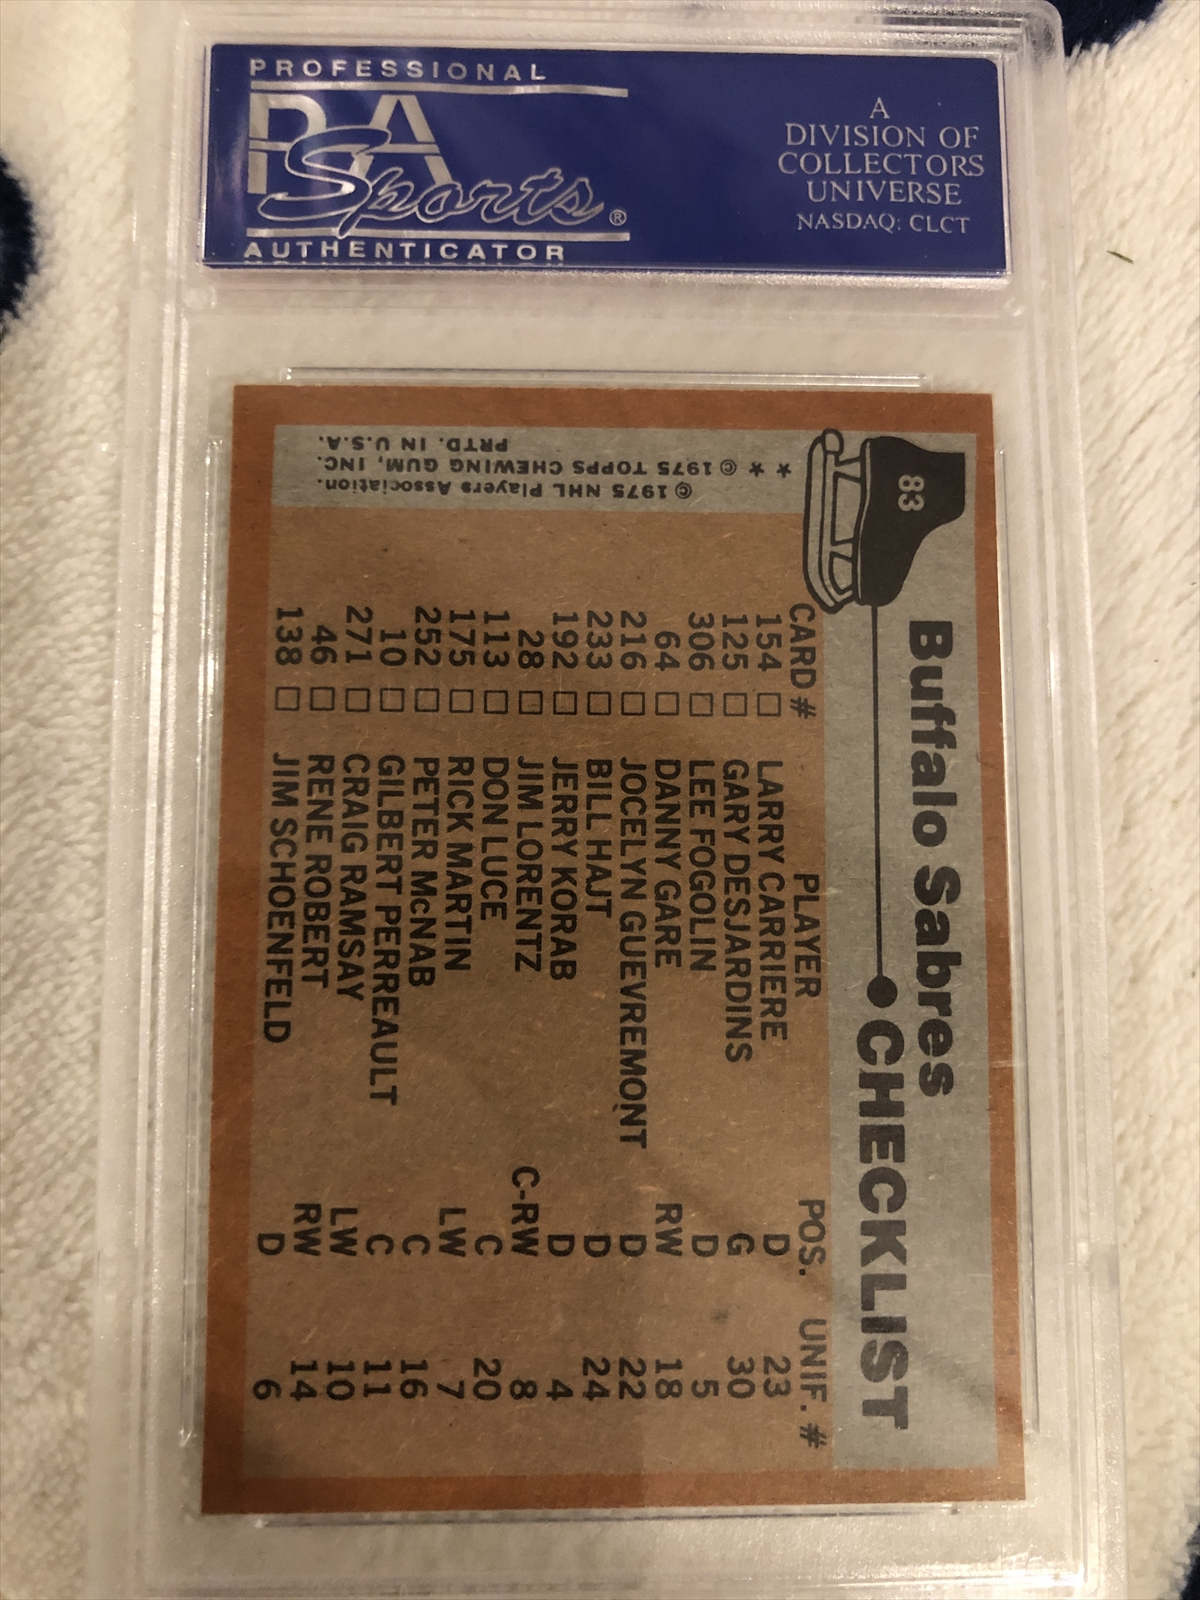 PROFESSIONAL
PSA
Sports®
AUTHENTICATOR
A
DIVISION OF
COLLECTORS
UNIVERSE
NASDAQ: CLCT
83
Buffalo Sabres
CHECKLIST
CARD # PLAYER POS. UNIF. #
154 □ LARRY CARRIERE D 23
125 □ GARY DESJARDINS G 30
306 □ LEE FOGOLIN D 5
64 □ DANNY GARE RW 18
216 □ JOCELYN GUEVREMONT D 22
233 □ BILL HAJT D 24
192 □ JERRY KORAB D 4
28 □ JIM LORENTZ C-RW 8
113 □ DON LUCE C 20
175 □ RICK MARTIN LW 7
252 □ PETER McNAB C 16
10 □ GILBERT PERREAULT C 11
271 □ CRAIG RAMSAY LW 10
46 □ RENE ROBERT RW 14
138 □ JIM SCHOENFELD D 6
© 1975 NHL Players Association.
★ ★ © 1975 TOPPS CHEWING GUM, INC.
PRTD. IN U.S.A.